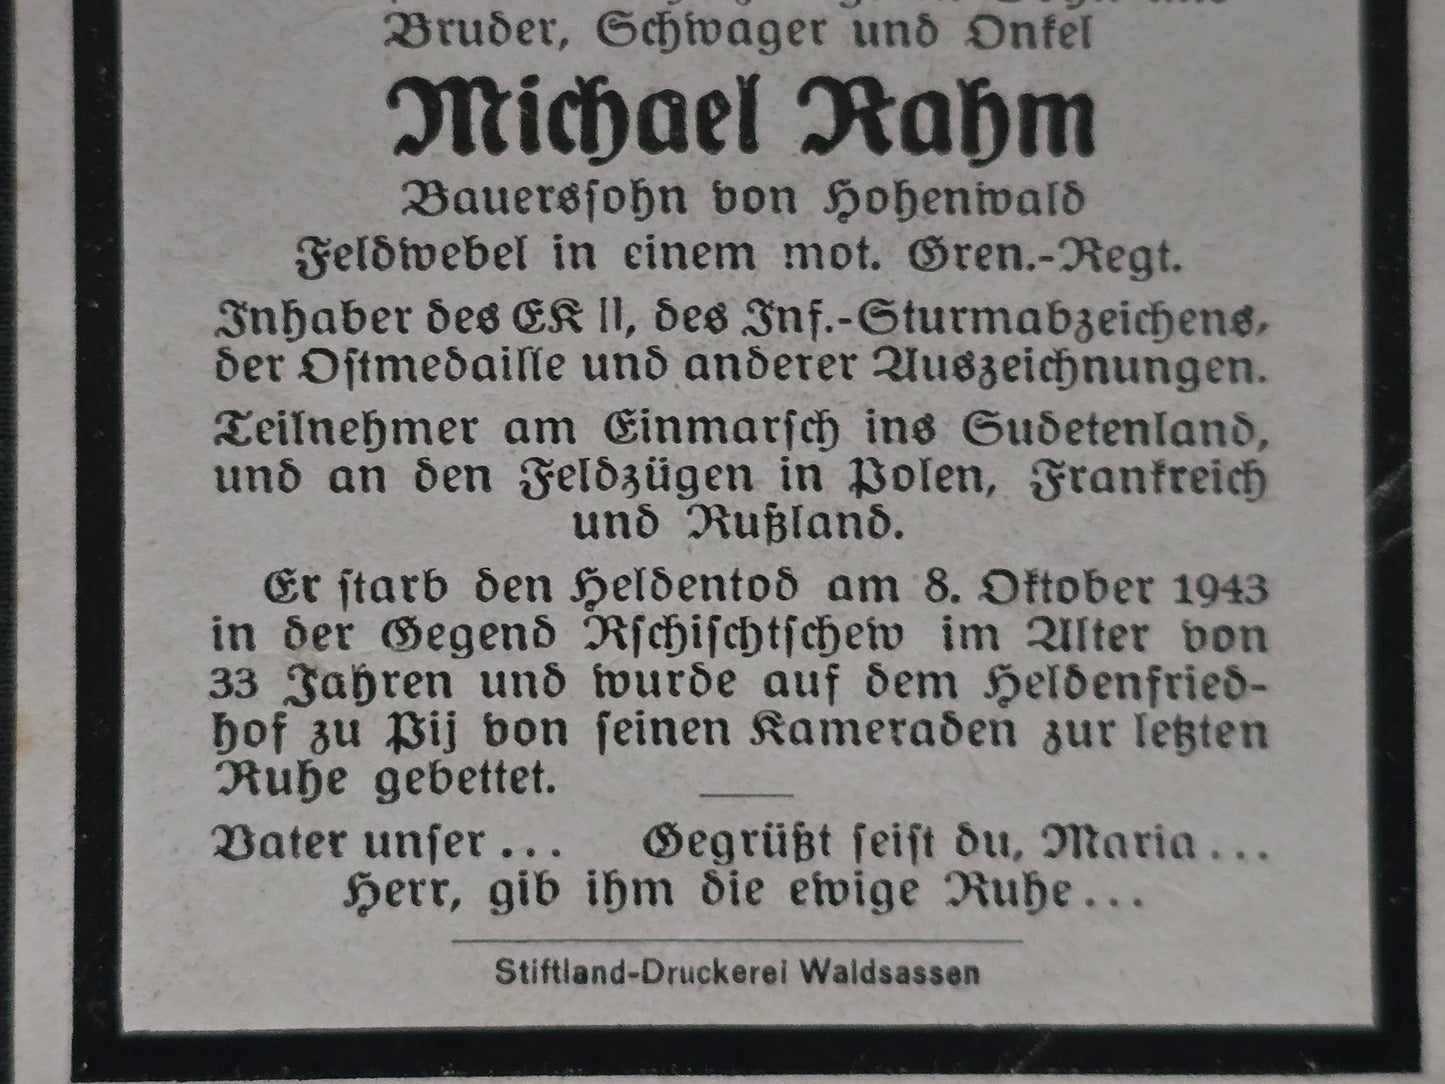 Bruder, Schwager und Onkel
Michael Rahm
Bauerssohn von Hohenwald
Feldwebel in einem mot. Gren.-Regt.
Inhaber des EK II, des Inf.-Sturmabzeichens,
der Ostmedaille und anderer Auszeichnungen.
Teilnehmer am Einmarsch ins Sudetenland,
und an den Feldzügen in Polen, Frankreich
und Rußland.
Er starb den Heldentod am 8. Oktober 1943
in der Gegend Rschischtschew im Alter von
33 Jahren und wurde auf dem Heldenfried-
hof zu Pij von seinen Kameraden zur letzten
Ruhe gebettet.
Vater unser ... Gegrüßt seist du, Maria ...
Herr, gib ihm die ewige Ruhe ...
Stiftland-Druckerei Waldsassen